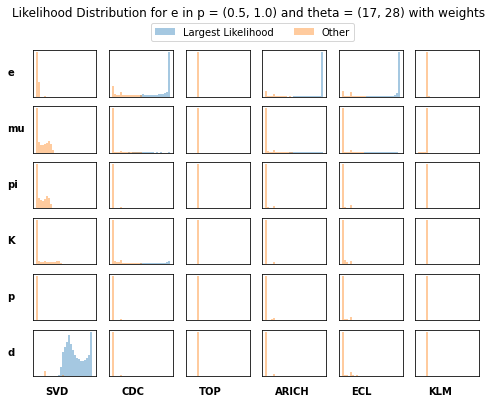 Likelihood Distribution for e in p = (0.5, 1.0) and theta = (17, 28) with weights
Largest Likelihood Other
e
mu
pi
K
p
d
SVD CDC TOP ARICH ECL KLM